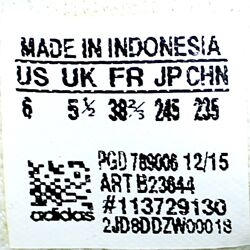 MADE IN INDONESIA
US UK FR JP CHN
6 5½ 38⅔ 245 235
PGD 789006 12/15
ART B23644
#113729130
2JD8DDZW00018
adidas